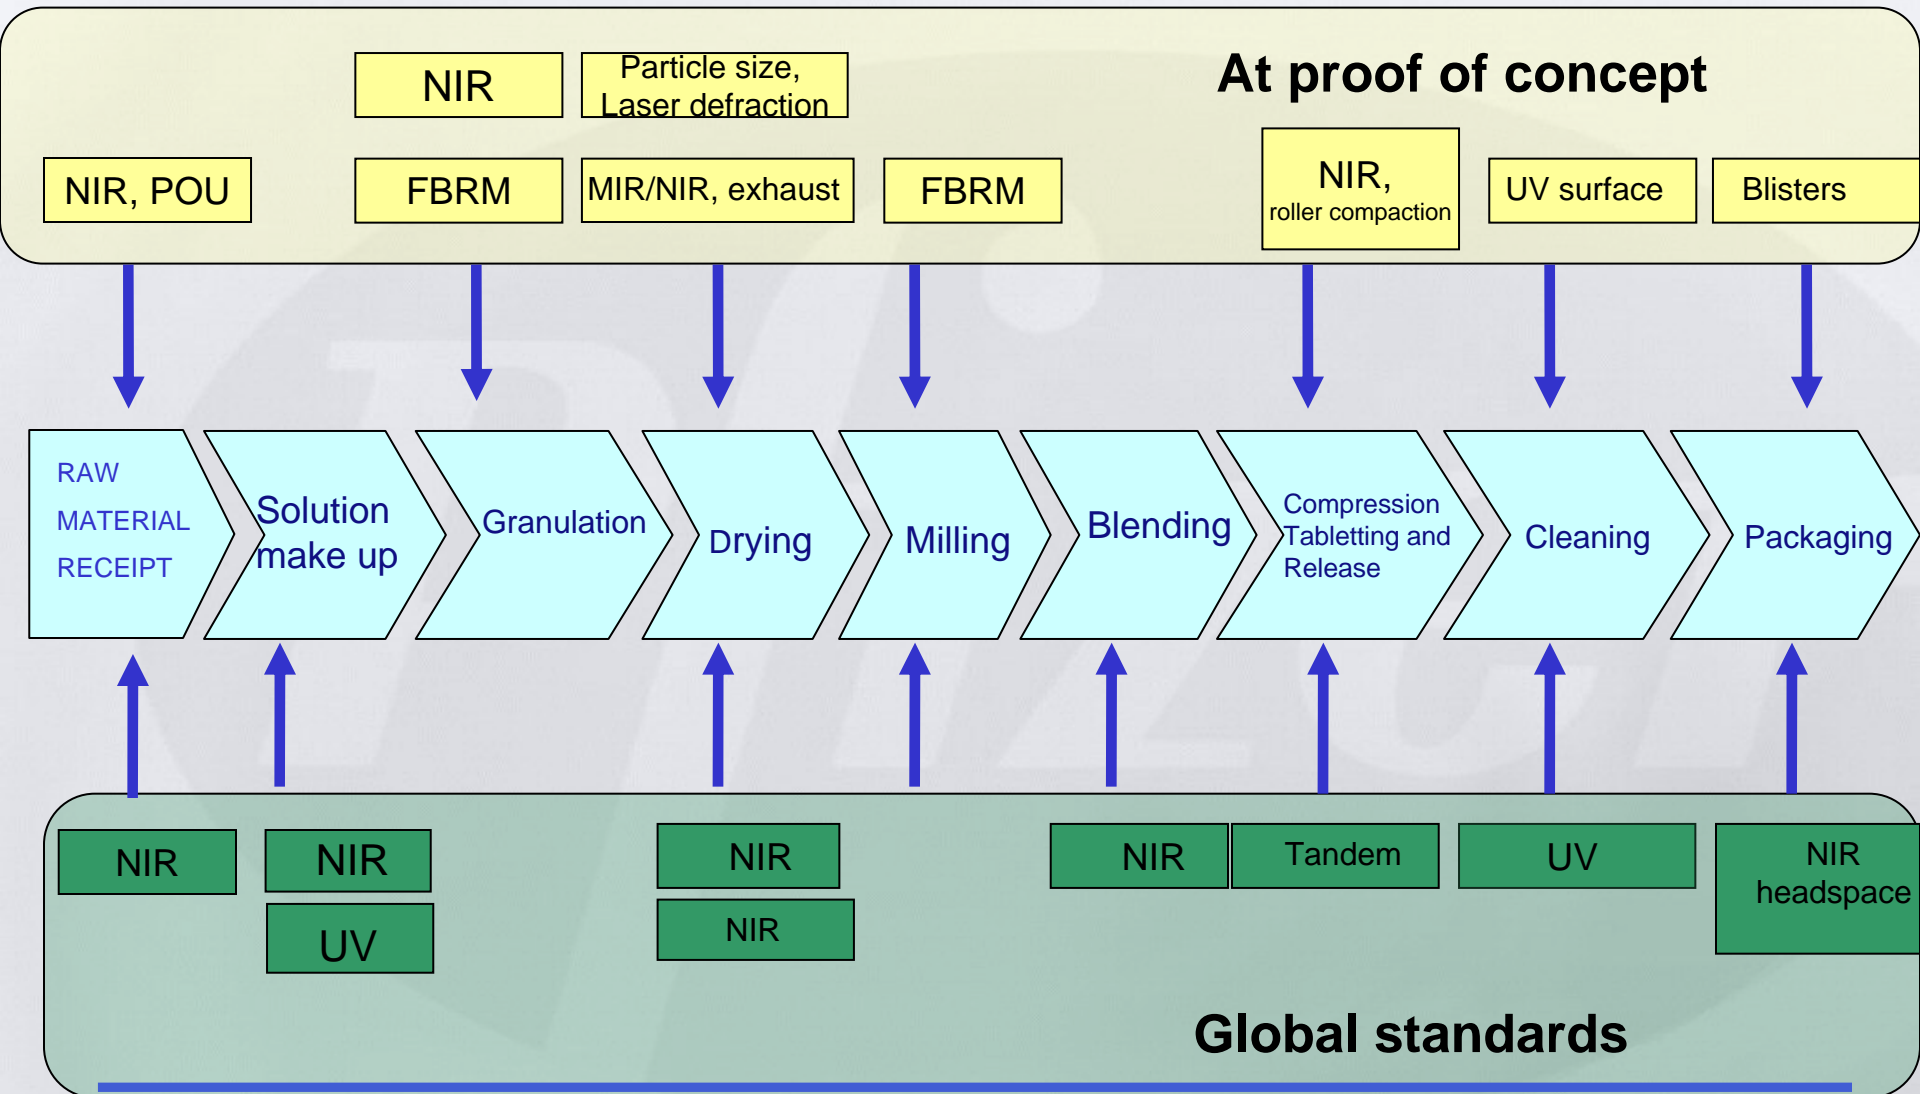 At proof of concept
NIR
Particle size,
Laser defraction
NIR, POU
FBRM
MIR/NIR, exhaust
FBRM
NIR,
roller compaction
UV surface
Blisters
RAW
MATERIAL
RECEIPT
Solution
make up
Granulation
Drying
Milling
Blending
Compression
Tabletting and
Release
Cleaning
Packaging
NIR
NIR
UV
NIR
NIR
NIR
Tandem
UV
NIR
headspace
Global standards
Pfizer